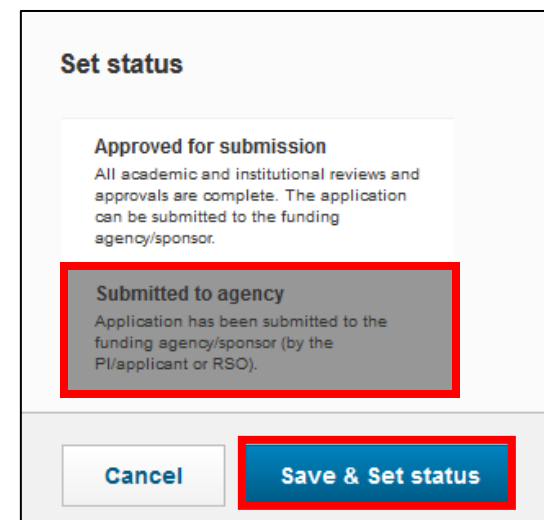 Set status
Approved for submission
All academic and institutional reviews and
approvals are complete. The application
can be submitted to the funding
agency/sponsor.
Submitted to agency
Application has been submitted to the
funding agency/sponsor (by the
PI/applicant or RSO).
Cancel
Save & Set status